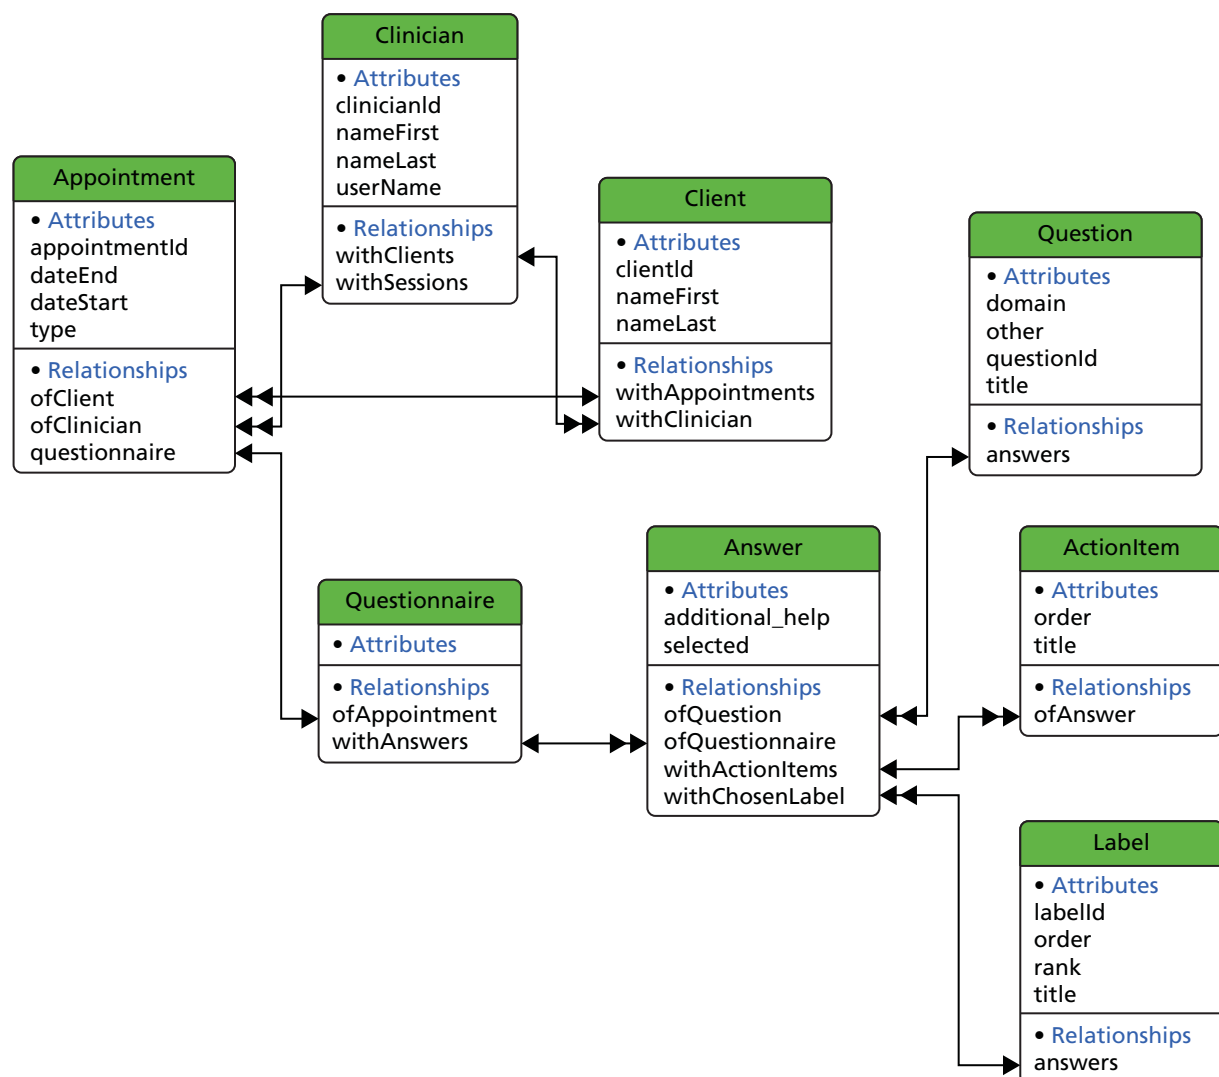 Clinician
• Attributes
clinicianId
nameFirst
nameLast
userName
• Relationships
withClients
withSessions
Appointment
• Attributes
appointmentId
dateEnd
dateStart
type
• Relationships
ofClient
ofClinician
questionnaire
Client
• Attributes
clientId
nameFirst
nameLast
• Relationships
withAppointments
withClinician
Question
• Attributes
domain
other
questionId
title
• Relationships
answers
Questionnaire
• Attributes
• Relationships
ofAppointment
withAnswers
Answer
• Attributes
additional_help
selected
• Relationships
ofQuestion
ofQuestionnaire
withActionItems
withChosenLabel
ActionItem
• Attributes
order
title
• Relationships
ofAnswer
Label
• Attributes
labelId
order
rank
title
• Relationships
answers